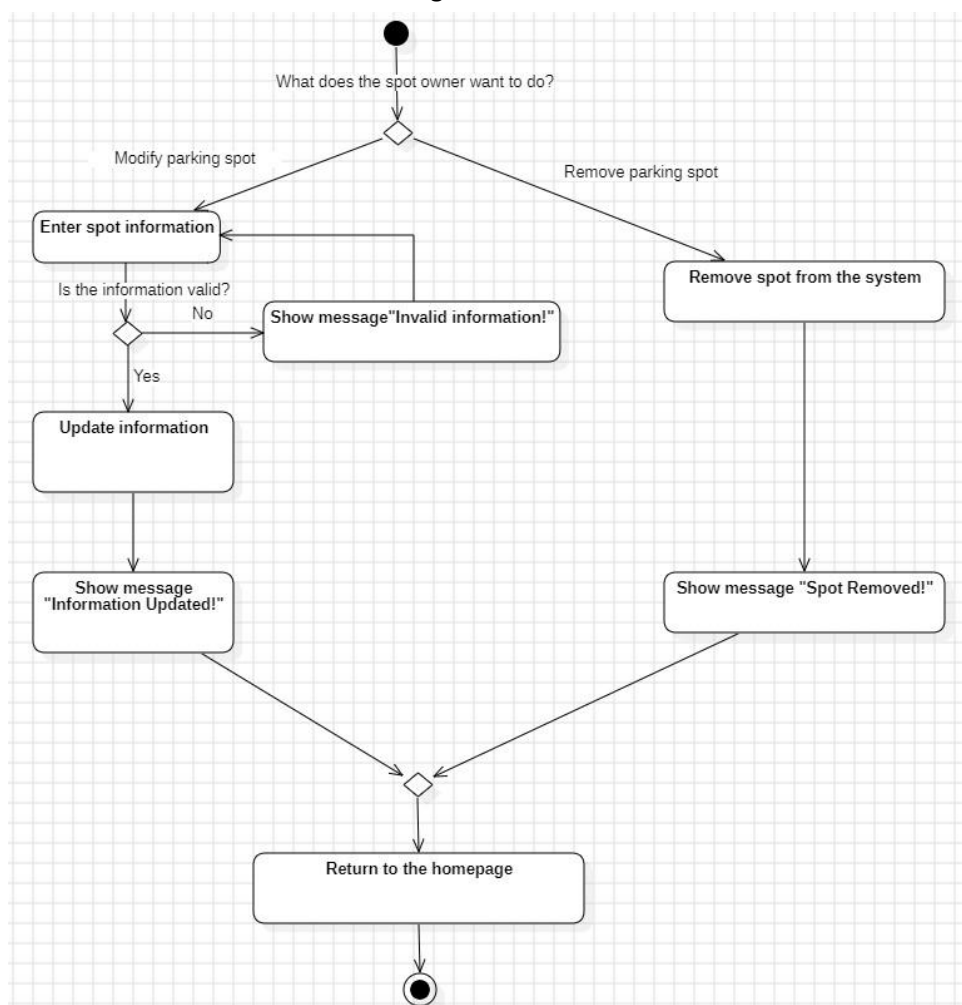 What does the spot owner want to do?
Modify parking spot
Remove parking spot
Enter spot information
Remove spot from the system
Is the information valid?
No
Show message"Invalid information!"
Yes
Update information
Show message
"Information Updated!"
Show message "Spot Removed!"
Return to the homepage